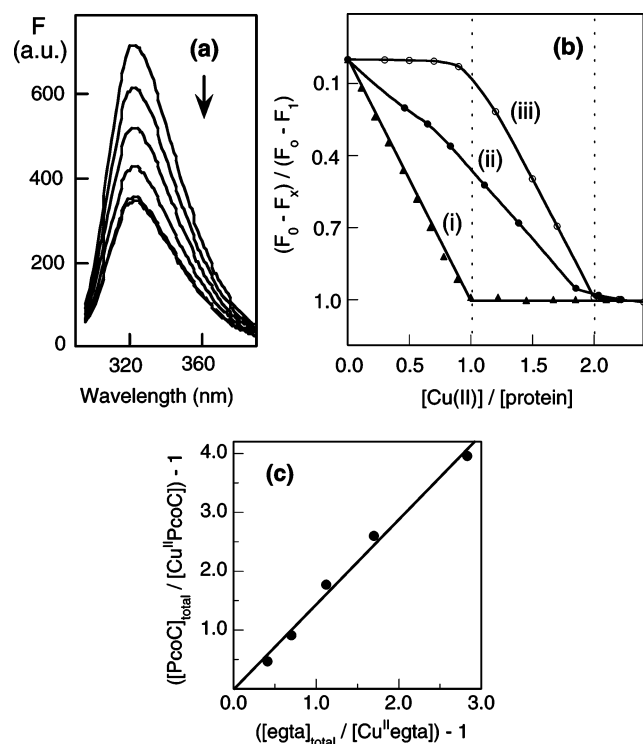 F
(a.u.)
(a)
600
400
200
0
320
360
Wavelength (nm)
(b)
(F₀ - Fₓ) / (Fₒ - F₁)
0.1
0.4
0.7
1.0
(iii)
(ii)
(i)
0.0
0.5
1.0
1.5
2.0
[Cu(II)] / [protein]
(c)
([PcoC]total / [CuᴵᴵPcoC]) - 1
4.0
3.0
2.0
1.0
0.0
1.0
2.0
3.0
([egta]total / [Cuᴵᴵegta]) - 1